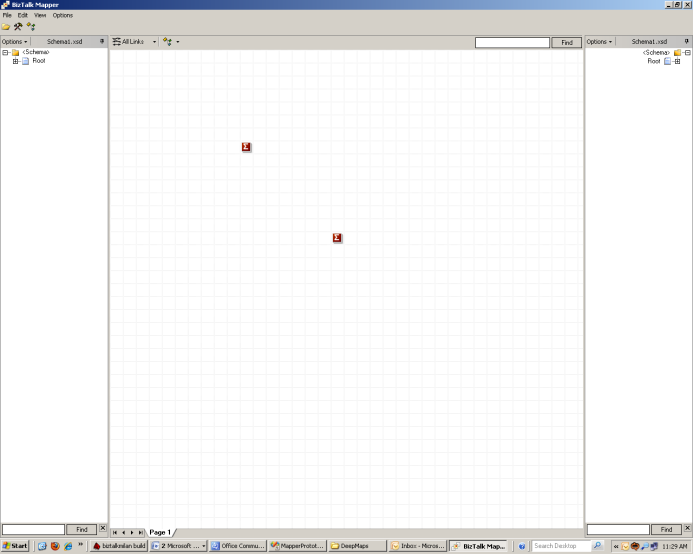 BizTalk Mapper
File Edit View Options
Options Schema1.xsd
All Links
Find
Options Schema1.xsd
<Schema>
Root
<Schema>
Root
Σ
Σ
Find
Page 1
Find
Start
biztalkmilan build
2 Microsoft ...
Office Commu...
MapperProtot...
DeepMaps
Inbox - Micros...
BizTalk Map...
Search Desktop
11:29 AM